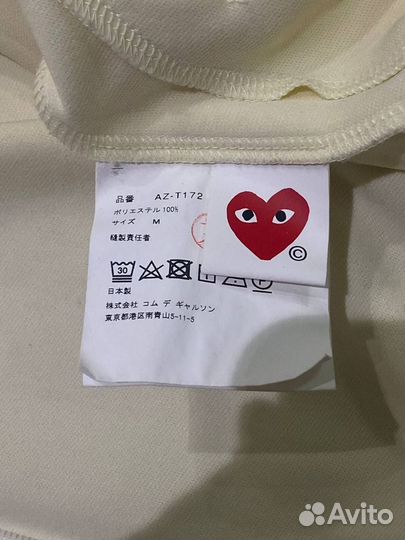 品番 AZ-T172
ポリエステル100%
サイズ M
縫製責任者
©
30
日本製
株式会社 コム デ ギャルソン
東京都港区南青山5-11-5
Avito